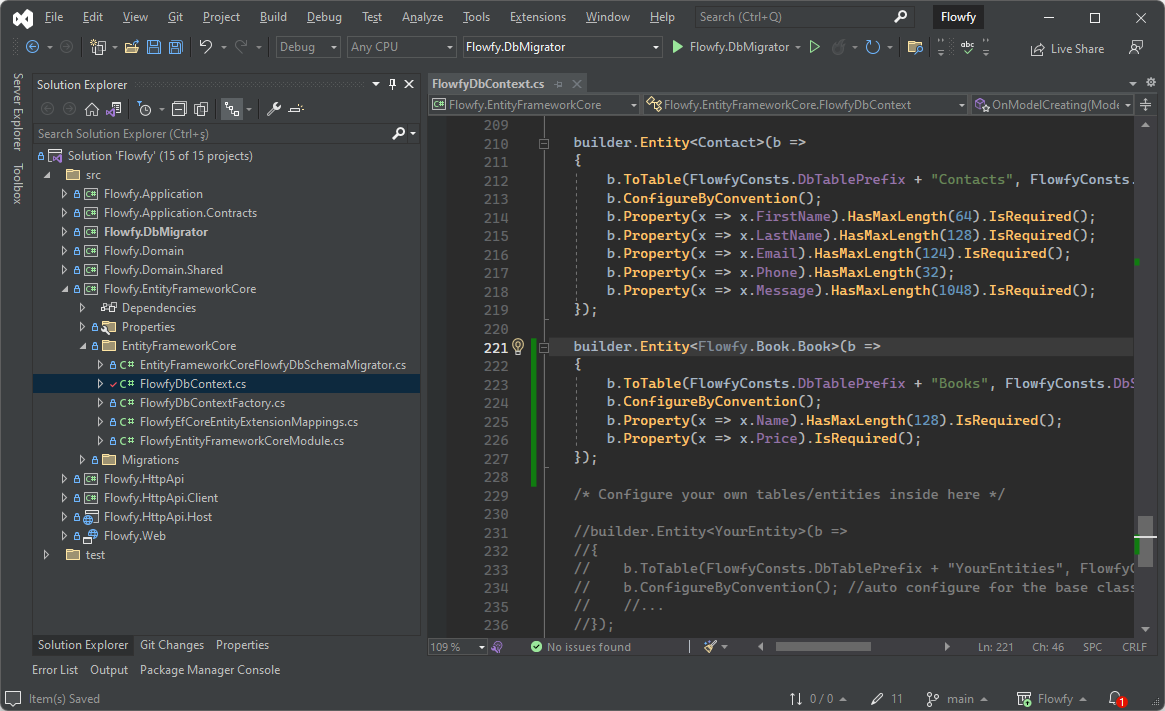 File Edit View Git Project Build Debug Test Analyze Tools Extensions Window Help Search (Ctrl+Q) Flowfy
Debug Any CPU Flowfy.DbMigrator Flowfy.DbMigrator abc Live Share
Server Explorer
Toolbox
Solution Explorer
Search Solution Explorer (Ctrl+ş)
Solution 'Flowfy' (15 of 15 projects)
src
C# Flowfy.Application
C# Flowfy.Application.Contracts
C# Flowfy.DbMigrator
C# Flowfy.Domain
C# Flowfy.Domain.Shared
C# Flowfy.EntityFrameworkCore
Dependencies
Properties
EntityFrameworkCore
C# EntityFrameworkCoreFlowfyDbSchemaMigrator.cs
C# FlowfyDbContext.cs
C# FlowfyDbContextFactory.cs
C# FlowfyEfCoreEntityExtensionMappings.cs
C# FlowfyEntityFrameworkCoreModule.cs
Migrations
C# Flowfy.HttpApi
C# Flowfy.HttpApi.Client
Flowfy.HttpApi.Host
Flowfy.Web
test
Solution Explorer Git Changes Properties
FlowfyDbContext.cs
C# Flowfy.EntityFrameworkCore Flowfy.EntityFrameworkCore.FlowfyDbContext OnModelCreating(Mode
209
210 builder.Entity<Contact>(b =>
211 {
212 b.ToTable(FlowfyConsts.DbTablePrefix + "Contacts", FlowfyConsts.
213 b.ConfigureByConvention();
214 b.Property(x => x.FirstName).HasMaxLength(64).IsRequired();
215 b.Property(x => x.LastName).HasMaxLength(128).IsRequired();
216 b.Property(x => x.Email).HasMaxLength(124).IsRequired();
217 b.Property(x => x.Phone).HasMaxLength(32);
218 b.Property(x => x.Message).HasMaxLength(1048).IsRequired();
219 });
220
221 builder.Entity<Flowfy.Book.Book>(b =>
222 {
223 b.ToTable(FlowfyConsts.DbTablePrefix + "Books", FlowfyConsts.DbS
224 b.ConfigureByConvention();
225 b.Property(x => x.Name).HasMaxLength(128).IsRequired();
226 b.Property(x => x.Price).IsRequired();
227 });
228
229 /* Configure your own tables/entities inside here */
230
231 //builder.Entity<YourEntity>(b =>
232 //{
233 // b.ToTable(FlowfyConsts.DbTablePrefix + "YourEntities", FlowfyC
234 // b.ConfigureByConvention(); //auto configure for the base class
235 // //...
236 //});
109 % No issues found Ln: 221 Ch: 46 SPC CRLF
Error List Output Package Manager Console
Item(s) Saved 0 / 0 11 main Flowfy 1